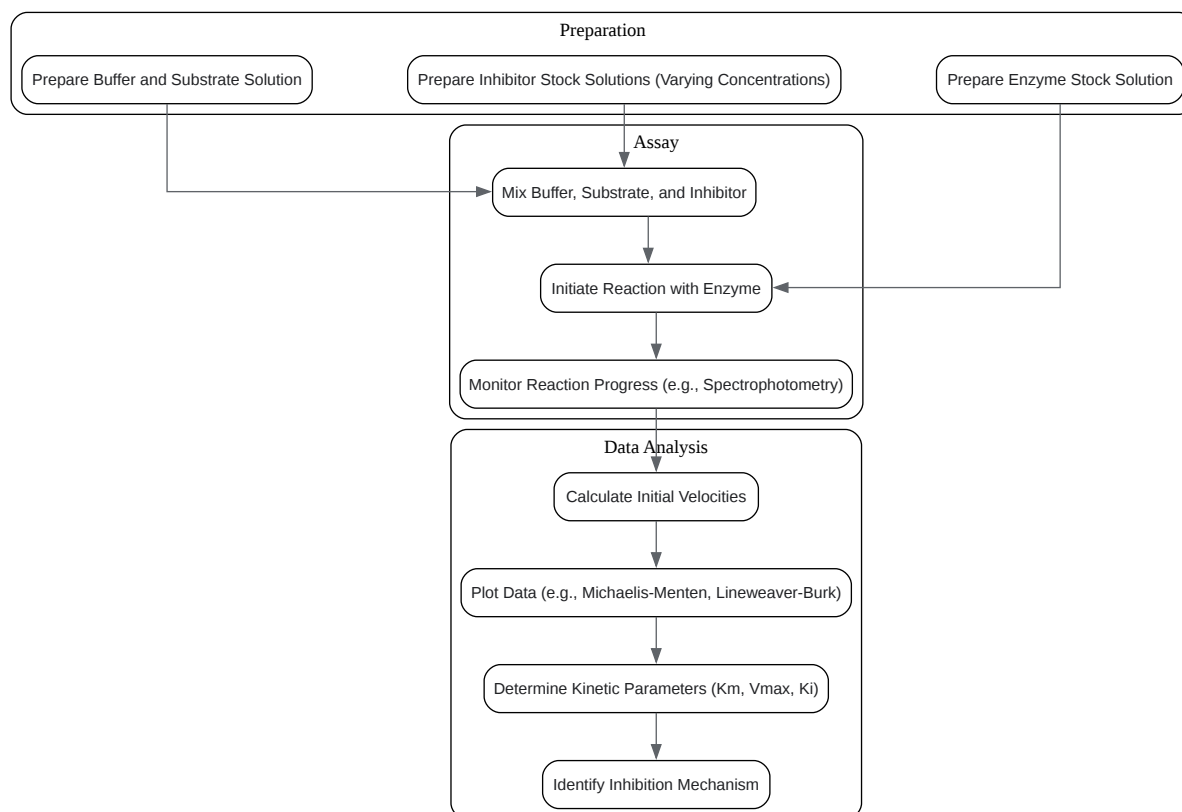 Preparation
Prepare Buffer and Substrate Solution
Prepare Inhibitor Stock Solutions (Varying Concentrations)
Prepare Enzyme Stock Solution
Assay
Mix Buffer, Substrate, and Inhibitor
Initiate Reaction with Enzyme
Monitor Reaction Progress (e.g., Spectrophotometry)
Data Analysis
Calculate Initial Velocities
Plot Data (e.g., Michaelis-Menten, Lineweaver-Burk)
Determine Kinetic Parameters (Km, Vmax, Ki)
Identify Inhibition Mechanism